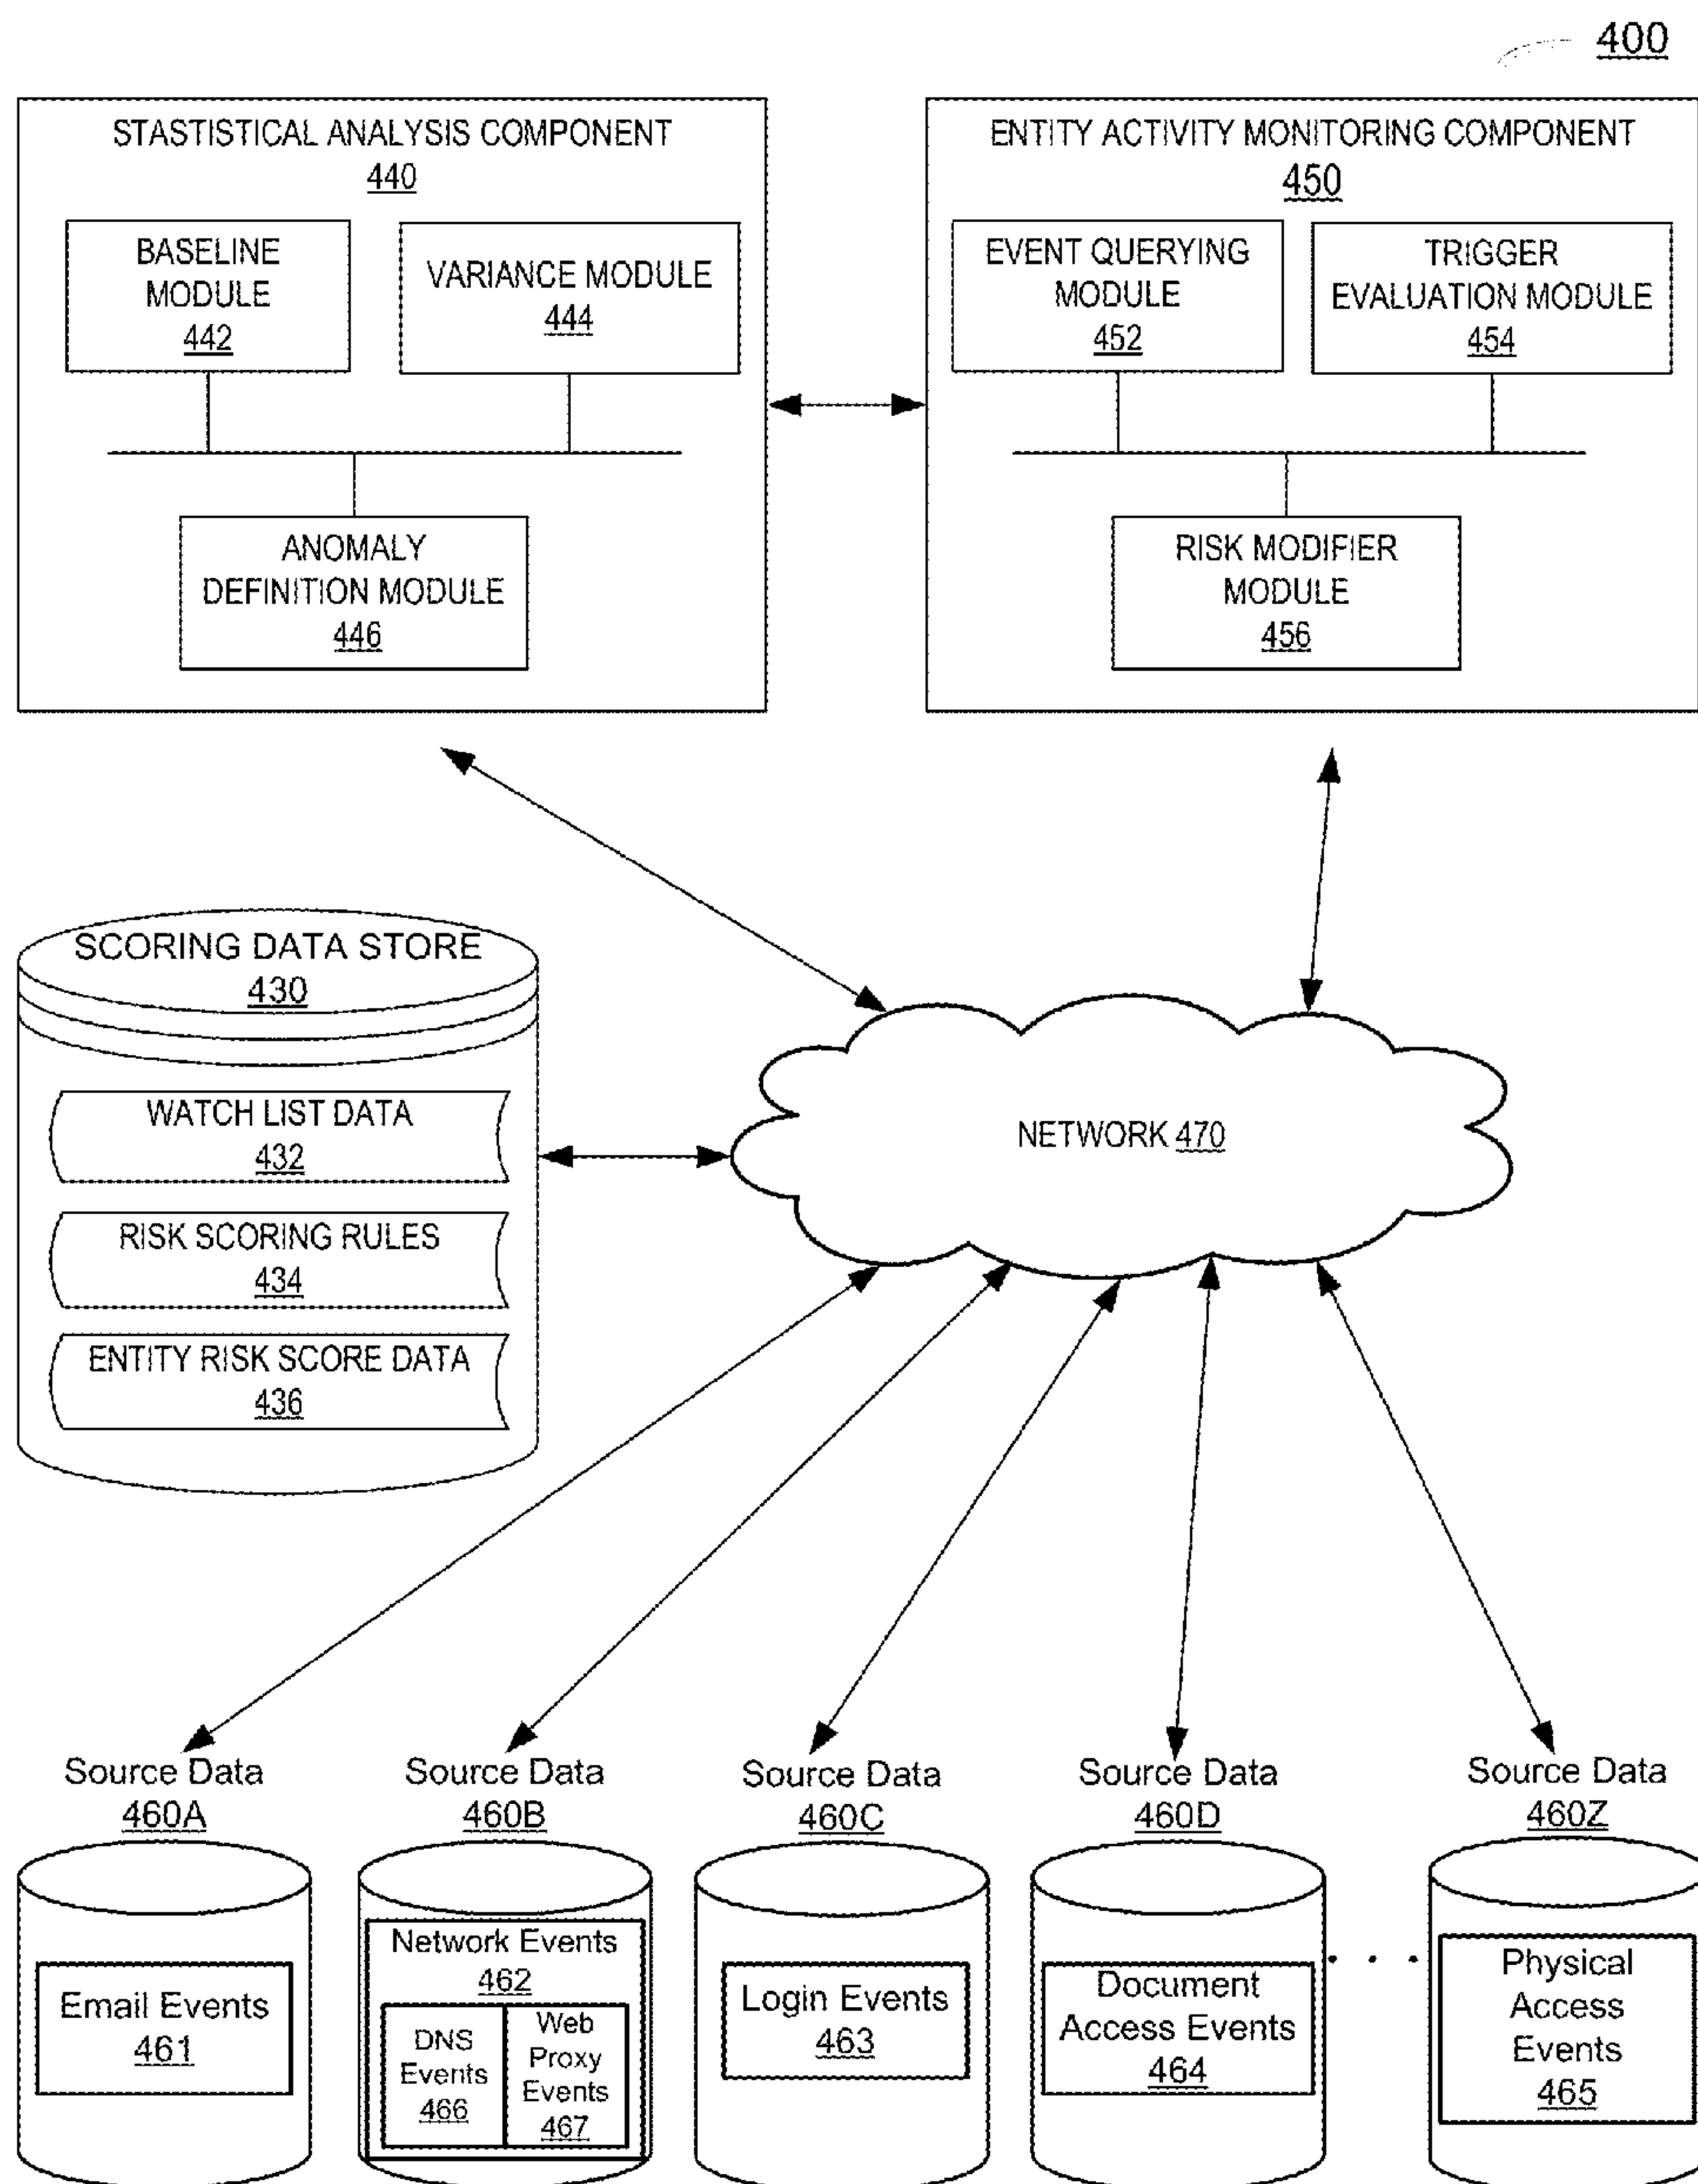 400
STASTISTICAL ANALYSIS COMPONENT
440
BASELINE
MODULE
442
VARIANCE MODULE
444
ANOMALY
DEFINITION MODULE
446
ENTITY ACTIVITY MONITORING COMPONENT
450
EVENT QUERYING
MODULE
452
TRIGGER
EVALUATION MODULE
454
RISK MODIFIER
MODULE
456
SCORING DATA STORE
430
WATCH LIST DATA
432
RISK SCORING RULES
434
ENTITY RISK SCORE DATA
436
NETWORK 470
Source Data
460A
Email Events
461
Source Data
460B
Network Events
462
DNS
Events
466
Web
Proxy
Events
467
Source Data
460C
Login Events
463
Source Data
460D
Document
Access Events
464
. . .
Source Data
460Z
Physical
Access
Events
465